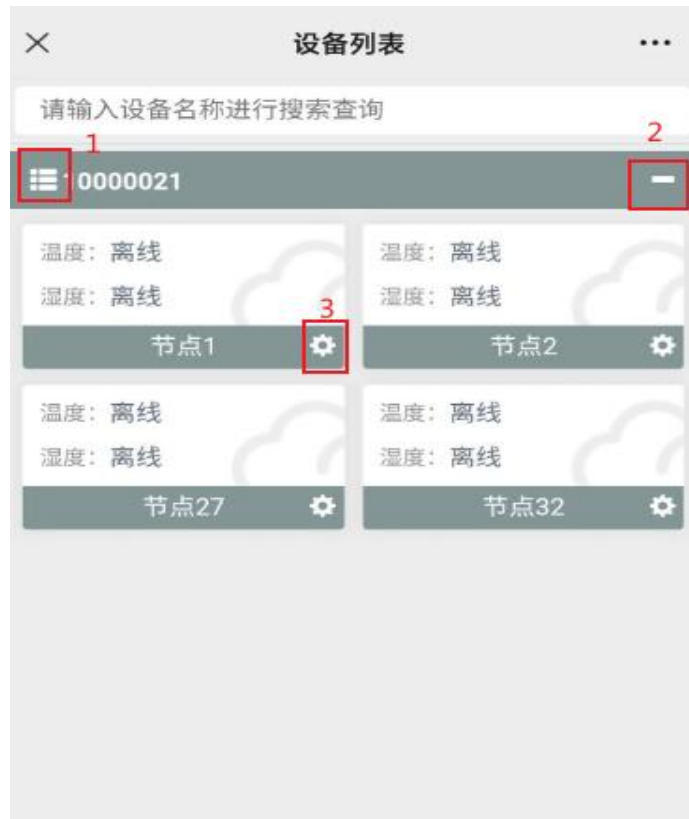 设备列表
请输入设备名称进行搜索查询
1
2
10000021
温度：离线
湿度：离线
3
节点1
温度：离线
湿度：离线
节点2
温度：离线
湿度：离线
节点27
温度：离线
湿度：离线
节点32